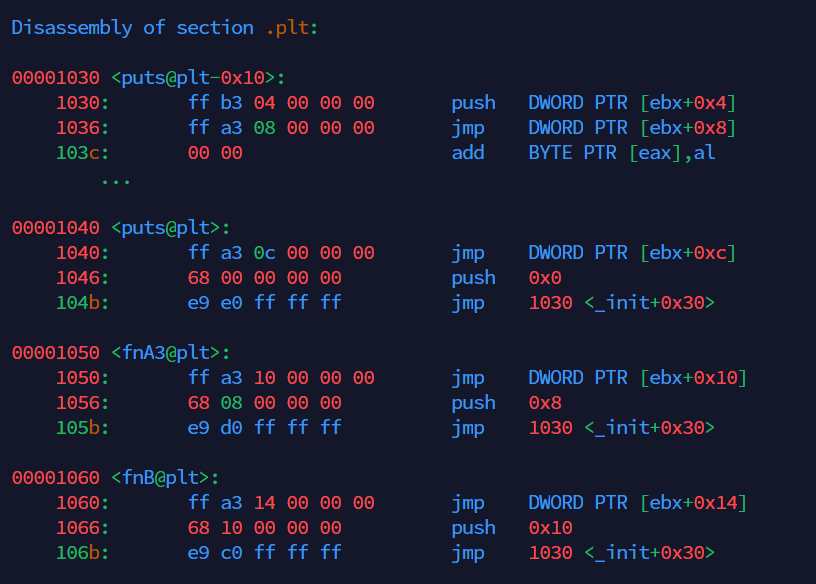 Disassembly of section .plt:
00001030 <puts@plt-0x10>:
1030: ff b3 04 00 00 00 push DWORD PTR [ebx+0x4]
1036: ff a3 08 00 00 00 jmp DWORD PTR [ebx+0x8]
103c: 00 00 add BYTE PTR [eax],al
...
00001040 <puts@plt>:
1040: ff a3 0c 00 00 00 jmp DWORD PTR [ebx+0xc]
1046: 68 00 00 00 00 push 0x0
104b: e9 e0 ff ff ff jmp 1030 <_init+0x30>
00001050 <fnA3@plt>:
1050: ff a3 10 00 00 00 jmp DWORD PTR [ebx+0x10]
1056: 68 08 00 00 00 push 0x8
105b: e9 d0 ff ff ff jmp 1030 <_init+0x30>
00001060 <fnB@plt>:
1060: ff a3 14 00 00 00 jmp DWORD PTR [ebx+0x14]
1066: 68 10 00 00 00 push 0x10
106b: e9 c0 ff ff ff jmp 1030 <_init+0x30>